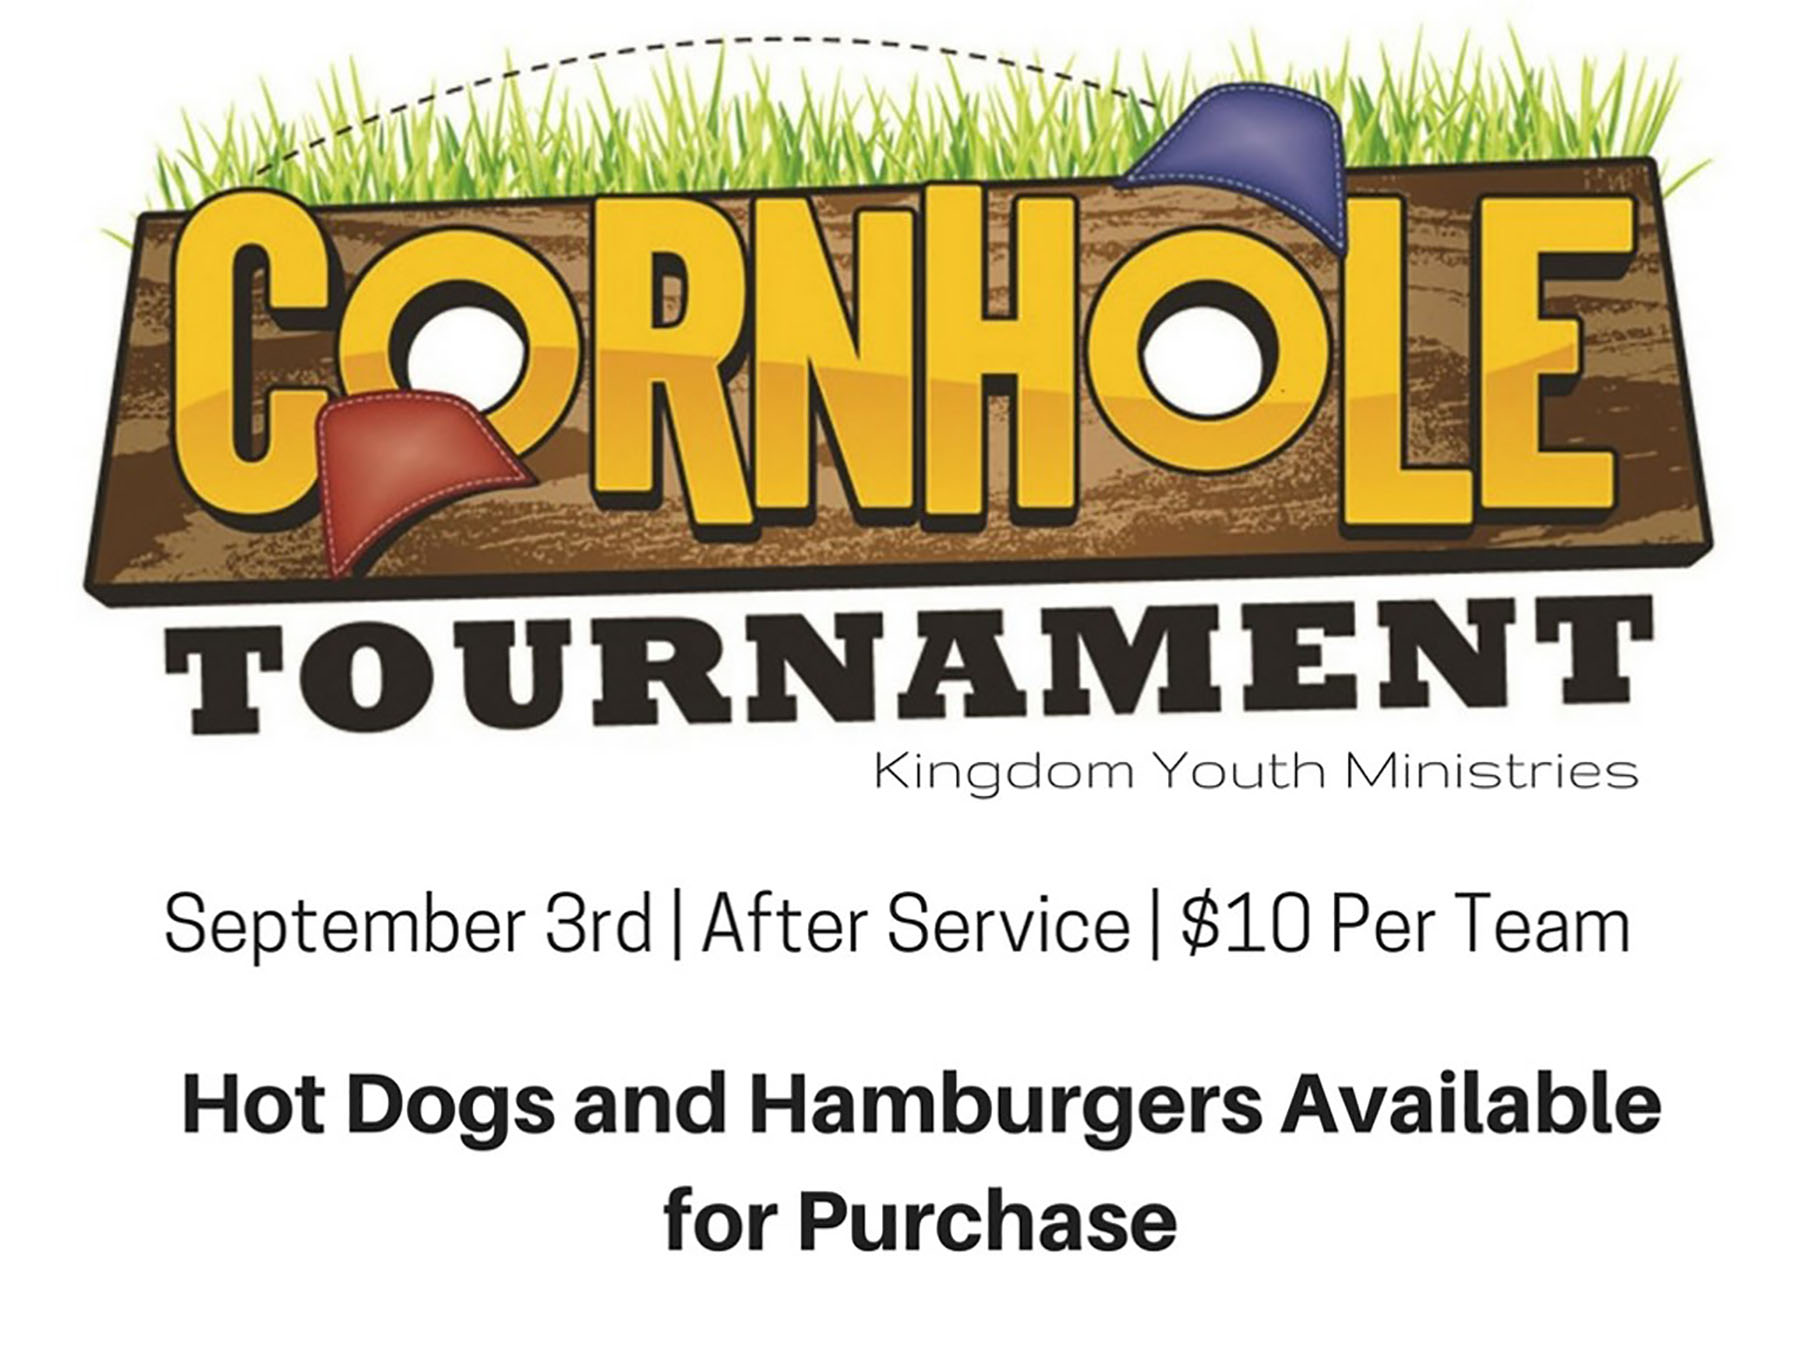 CORNHOLE
TOURNAMENT
Kingdom Youth Ministries
September 3rd | After Service | $10 Per Team
Hot Dogs and Hamburgers Available
for Purchase